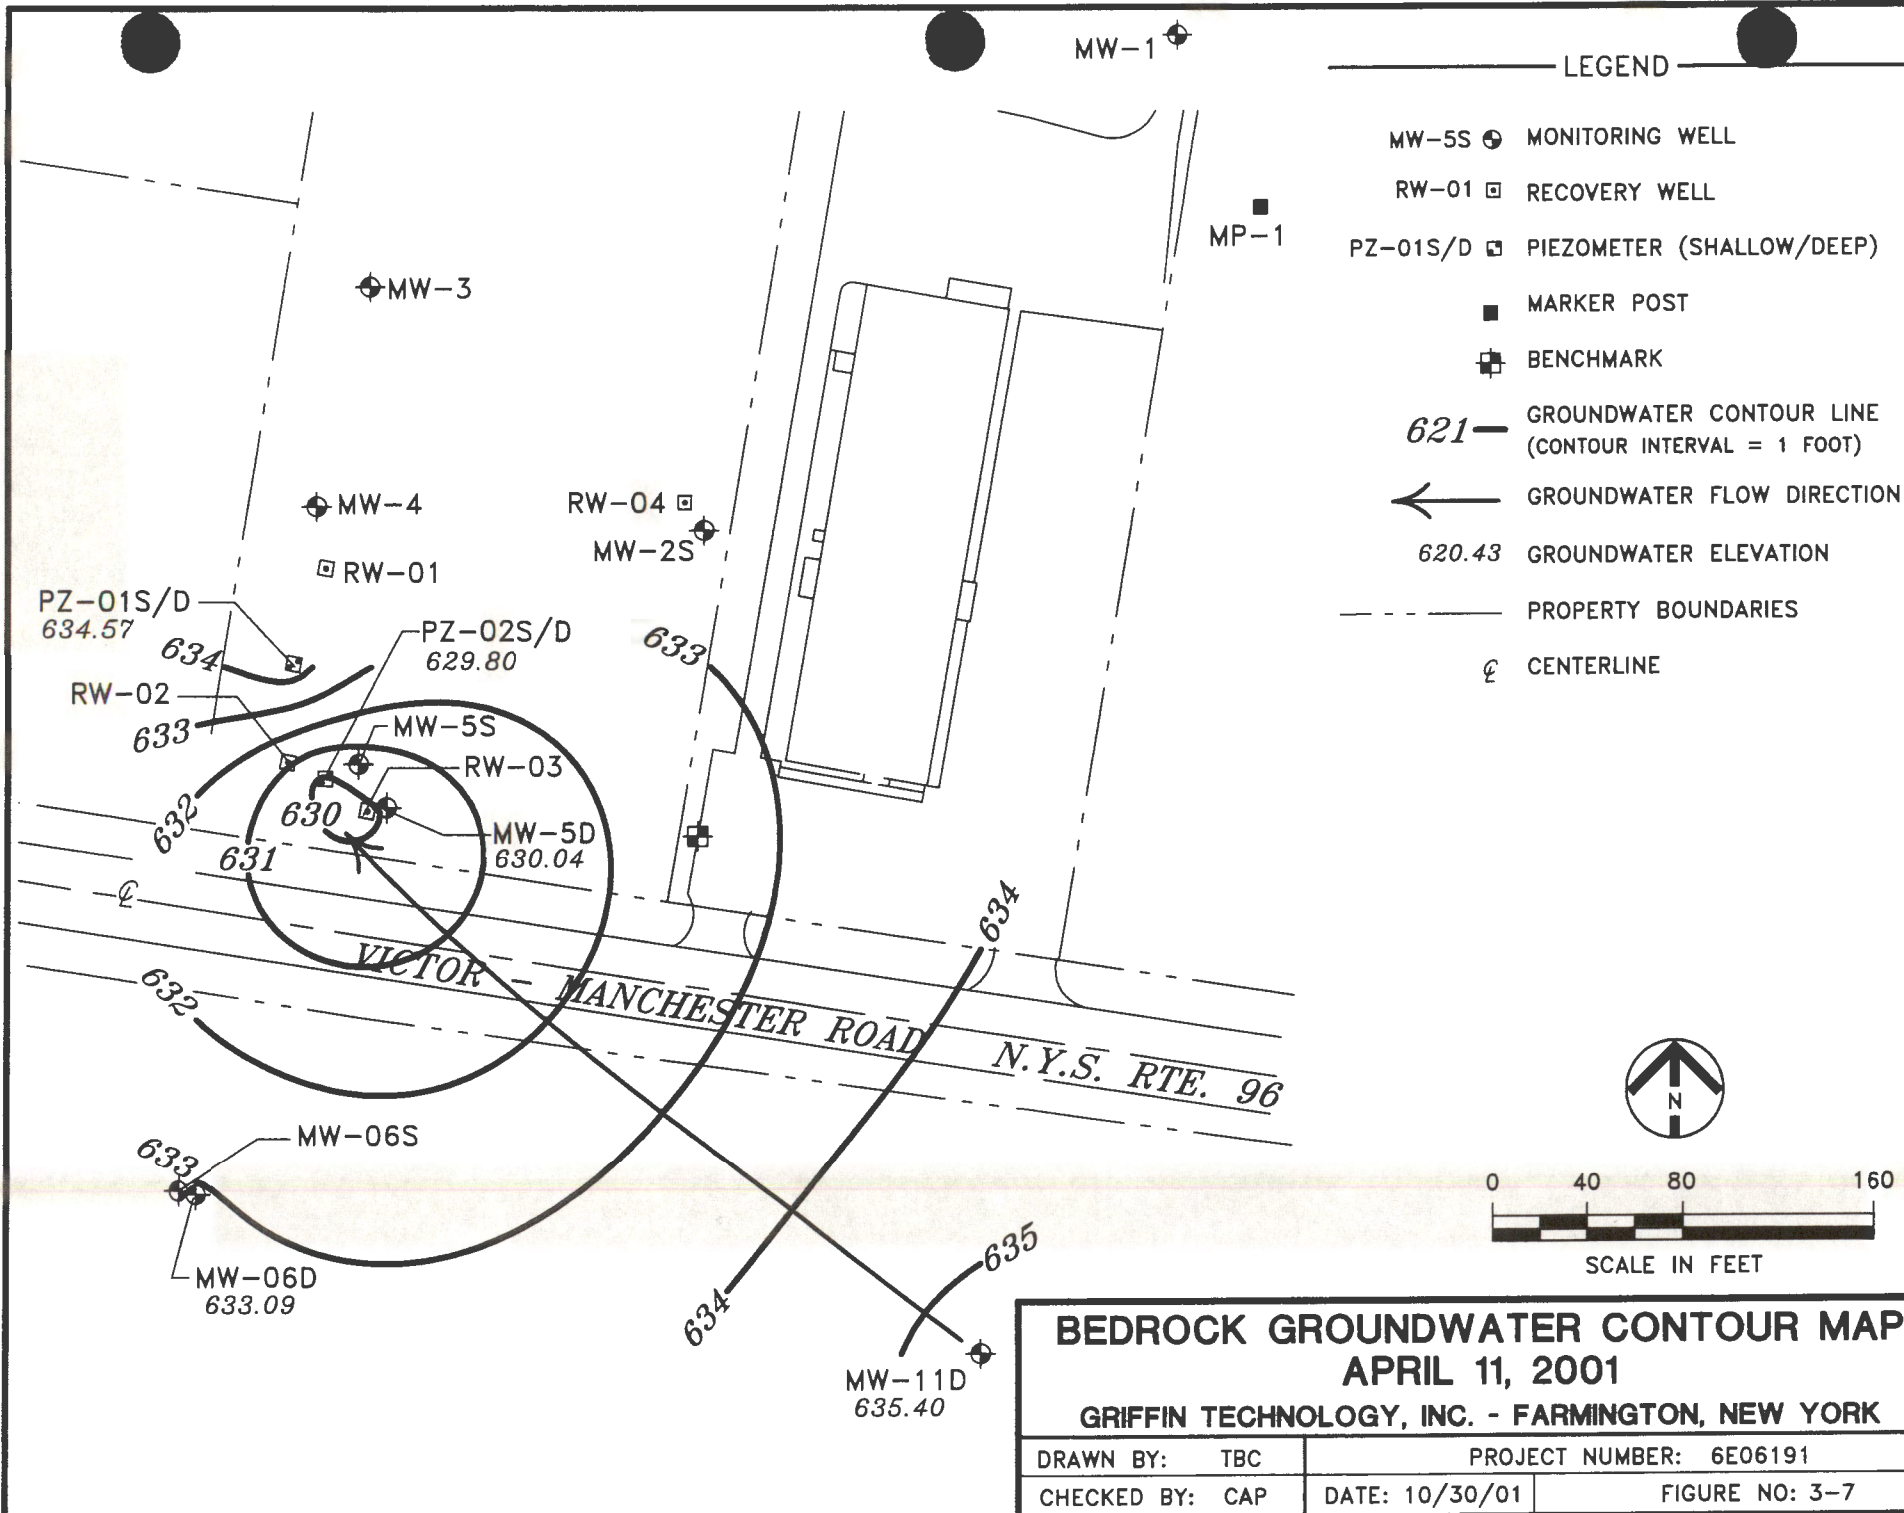 MW-1
LEGEND
MW-5S MONITORING WELL
RW-01 RECOVERY WELL
PZ-01S/D PIEZOMETER (SHALLOW/DEEP)
MARKER POST
BENCHMARK
621 GROUNDWATER CONTOUR LINE
(CONTOUR INTERVAL = 1 FOOT)
GROUNDWATER FLOW DIRECTION
620.43 GROUNDWATER ELEVATION
PROPERTY BOUNDARIES
℄ CENTERLINE
MP-1
MW-3
MW-4
RW-04
MW-2S
RW-01
PZ-01S/D
634.57
PZ-02S/D
629.80
634
633
RW-02
633
MW-5S
RW-03
632
630
631
MW-5D
630.04
℄
634
632
VICTOR - MANCHESTER ROAD N.Y.S. RTE. 96
633
MW-06S
MW-06D
633.09
634
635
MW-11D
635.40
N
0 40 80 160
SCALE IN FEET
BEDROCK GROUNDWATER CONTOUR MAP
APRIL 11, 2001
GRIFFIN TECHNOLOGY, INC. - FARMINGTON, NEW YORK
DRAWN BY: TBC
PROJECT NUMBER: 6E06191
CHECKED BY: CAP
DATE: 10/30/01
FIGURE NO: 3-7